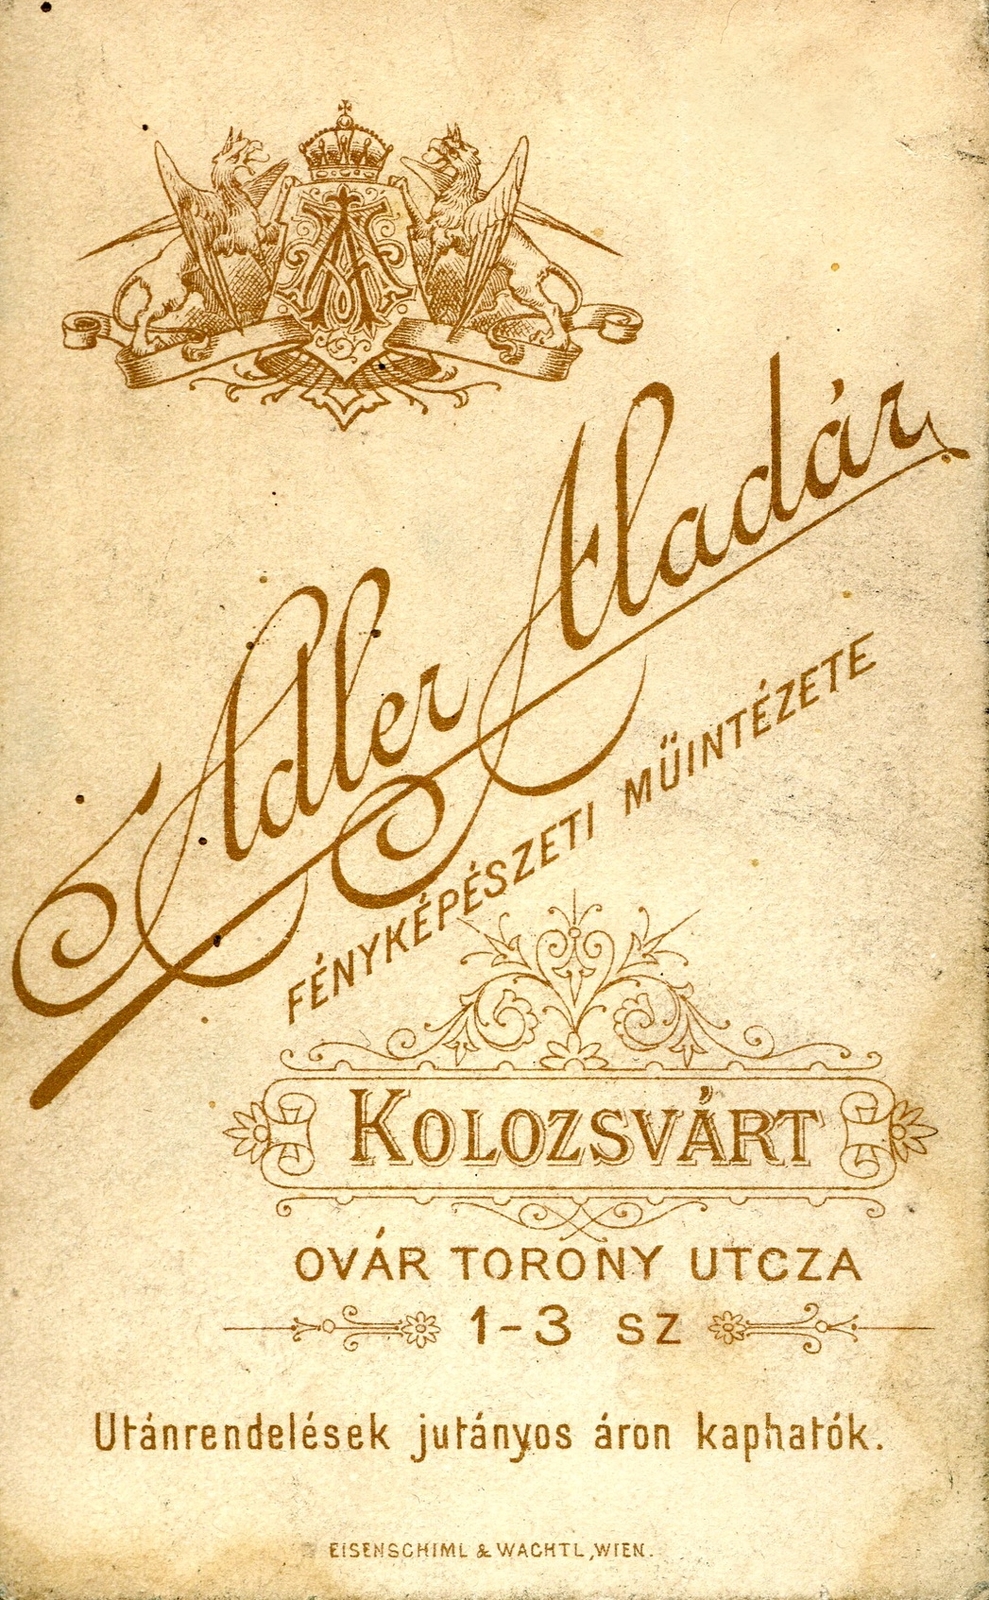 Adler Aladár
FÉNYKÉPÉSZETI MŰINTÉZETE
KOLOZSVÁRT
OVÁR TORONY UTCZA
1-3 SZ
Utánrendelések jutányos áron kaphatók.
EISENSCHIML & WACHTL, WIEN.